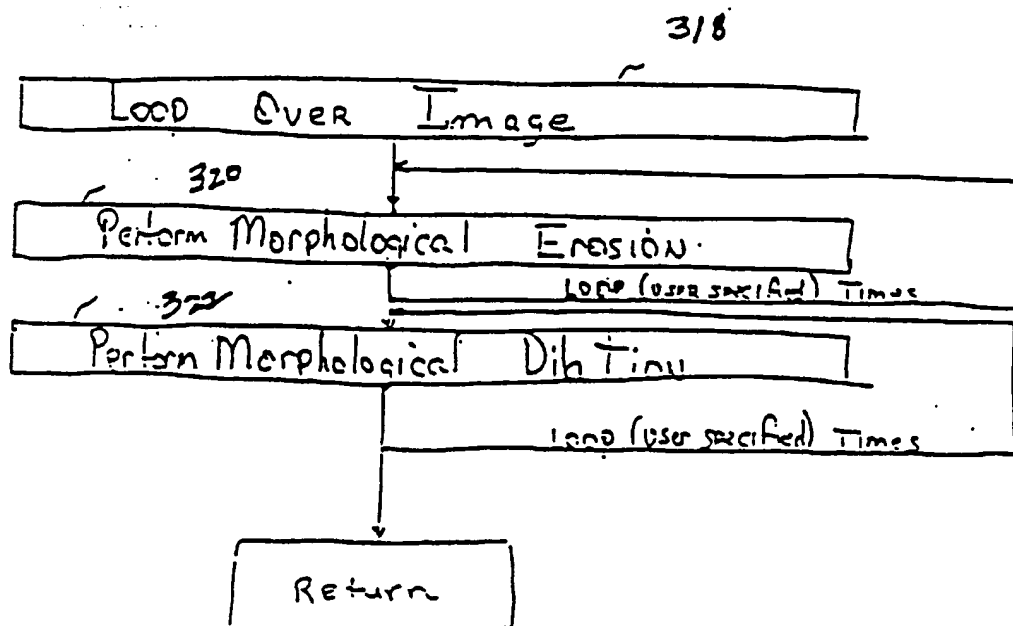 318
Loop Over Image
320
Perform Morphological Erosion.
Loop (user specified) Times
Perform Morphological
Loop (user specified) Times
Return